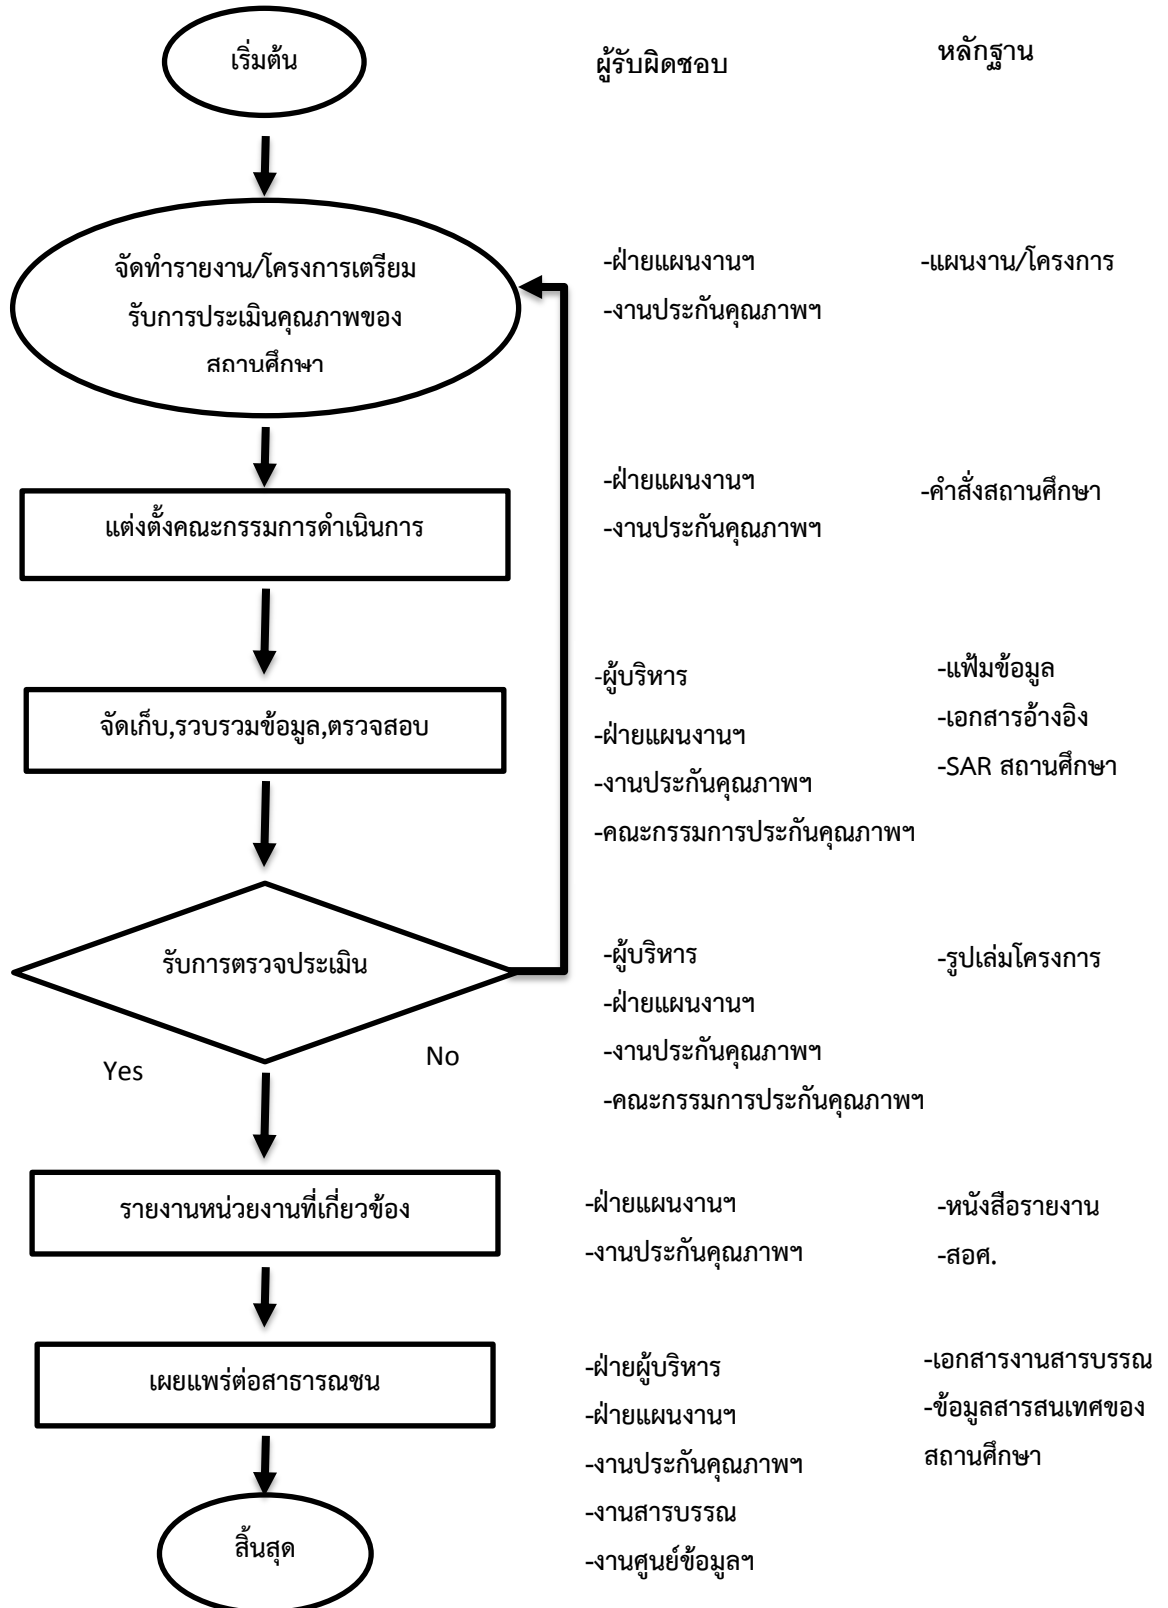 เริ่มต้น
ผู้รับผิดชอบ
หลักฐาน
จัดทำรายงาน/โครงการเตรียม
รับการประเมินคุณภาพของ
สถานศึกษา
-ฝ่ายแผนงานฯ
-งานประกันคุณภาพฯ
-แผนงาน/โครงการ
แต่งตั้งคณะกรรมการดำเนินการ
-ฝ่ายแผนงานฯ
-งานประกันคุณภาพฯ
-คำสั่งสถานศึกษา
จัดเก็บ,รวบรวมข้อมูล,ตรวจสอบ
-ผู้บริหาร
-ฝ่ายแผนงานฯ
-งานประกันคุณภาพฯ
-คณะกรรมการประกันคุณภาพฯ
-แฟ้มข้อมูล
-เอกสารอ้างอิง
-SAR สถานศึกษา
รับการตรวจประเมิน
Yes
No
-ผู้บริหาร
-ฝ่ายแผนงานฯ
-งานประกันคุณภาพฯ
-คณะกรรมการประกันคุณภาพฯ
-รูปเล่มโครงการ
รายงานหน่วยงานที่เกี่ยวข้อง
-ฝ่ายแผนงานฯ
-งานประกันคุณภาพฯ
-หนังสือรายงาน
-สอศ.
เผยแพร่ต่อสาธารณชน
-ฝ่ายผู้บริหาร
-ฝ่ายแผนงานฯ
-งานประกันคุณภาพฯ
-งานสารบรรณ
-งานศูนย์ข้อมูลฯ
-เอกสารงานสารบรรณ
-ข้อมูลสารสนเทศของ
สถานศึกษา
สิ้นสุด